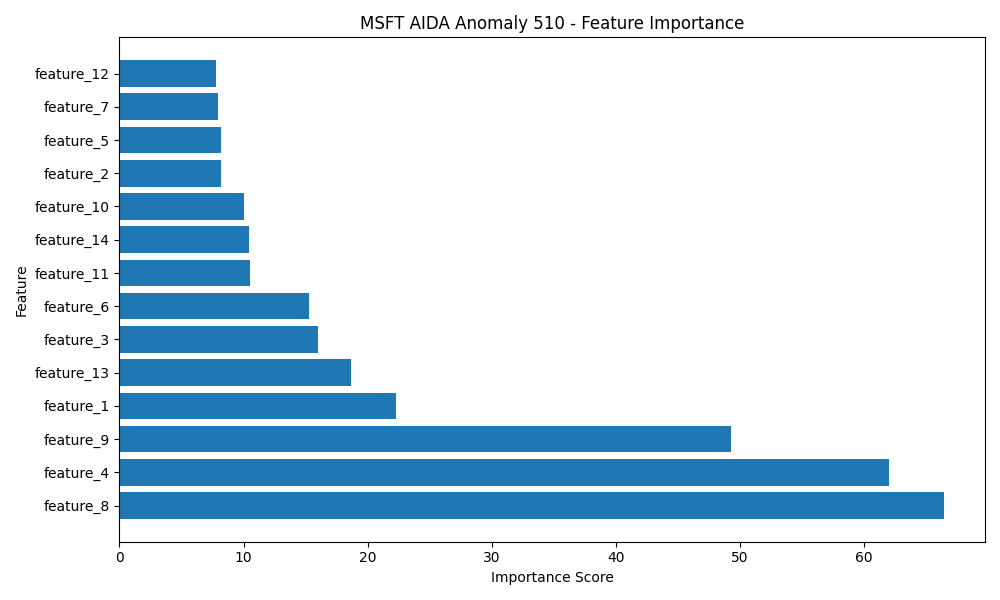 MSFT AIDA Anomaly 510 - Feature Importance
feature_12
feature_7
feature_5
feature_2
feature_10
feature_14
feature_11
feature_6
feature_3
feature_13
feature_1
feature_9
feature_4
feature_8
Feature
0 10 20 30 40 50 60
Importance Score